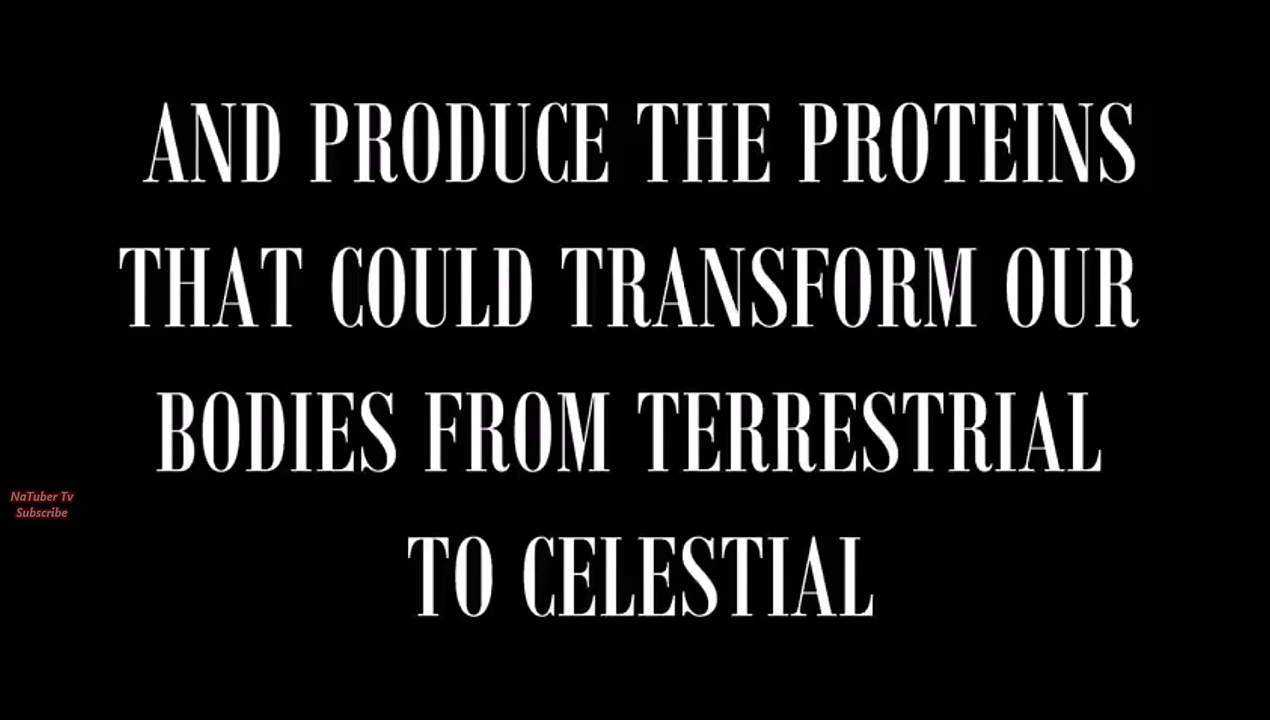 AND PRODUCE THE PROTEINS
THAT COULD TRANSFORM OUR
BODIES FROM TERRESTRIAL
NaTuber Tv
Subscribe
TO CELESTIAL